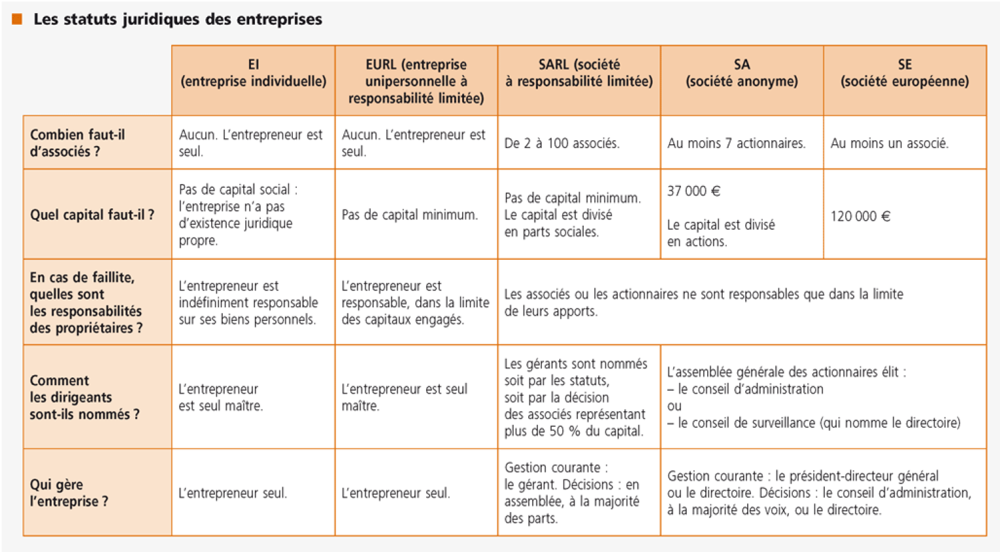 Les statuts juridiques des entreprises
EI
(entreprise individuelle)
EURL (entreprise
unipersonnelle à
responsabilité limitée)
SARL (société
à responsabilité limitée)
SA
(société anonyme)
SE
(société européenne)
Combien faut-il
d'associés ?
Aucun. L'entrepreneur est
seul.
Aucun. L'entrepreneur est
seul.
De 2 à 100 associés.
Au moins 7 actionnaires.
Au moins un associé.
Quel capital faut-il ?
Pas de capital social :
l'entreprise n'a pas
d'existence juridique
propre.
Pas de capital minimum.
Pas de capital minimum.
Le capital est divisé
en parts sociales.
37 000 €
Le capital est divisé
en actions.
120 000 €
En cas de faillite,
quelles sont
les responsabilités
des propriétaires ?
L'entrepreneur est
indéfiniment responsable
sur ses biens personnels.
L'entrepreneur est
responsable, dans la limite
des capitaux engagés.
Les associés ou les actionnaires ne sont responsables que dans la limite
de leurs apports.
Comment
les dirigeants
sont-ils nommés ?
L'entrepreneur
est seul maître.
L'entrepreneur est seul
maître.
Les gérants sont nommés
soit par les statuts,
soit par la décision
des associés représentant
plus de 50 % du capital.
L'assemblée générale des actionnaires élit :
– le conseil d'administration
ou
– le conseil de surveillance (qui nomme le directoire)
Qui gère
l'entreprise ?
L'entrepreneur seul.
L'entrepreneur seul.
Gestion courante :
le gérant. Décisions : en
assemblée, à la majorité
des parts.
Gestion courante : le président-directeur général
ou le directoire. Décisions : le conseil d'administration,
à la majorité des voix, ou le directoire.